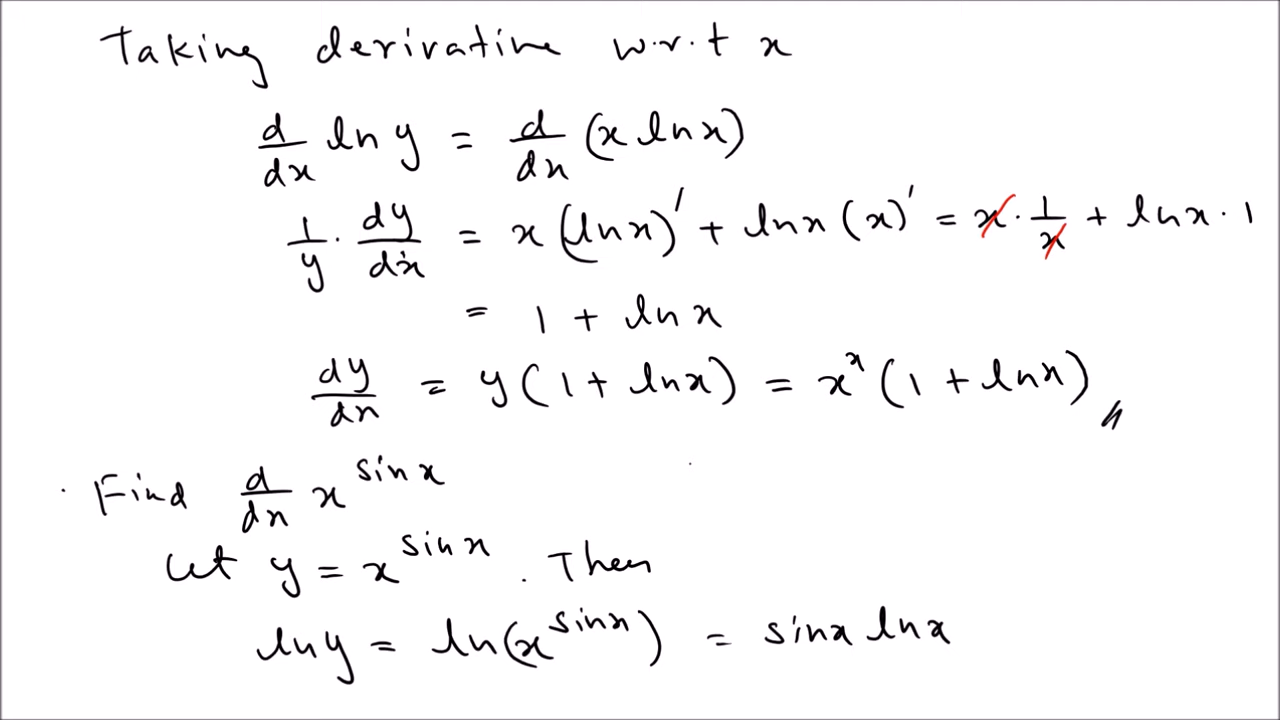 Taking derivative w.r.t x
d/dx ln y = d/dx (x ln x)
1/y · dy/dx = x(ln x)' + ln x (x)' = x · 1/x + ln x · 1
= 1 + ln x
dy/dx = y(1 + ln x) = x^x (1 + ln x) //
· Find d/dx x^sin x
Let y = x^sin x . Then
ln y = ln(x^sin x) = sin x ln x